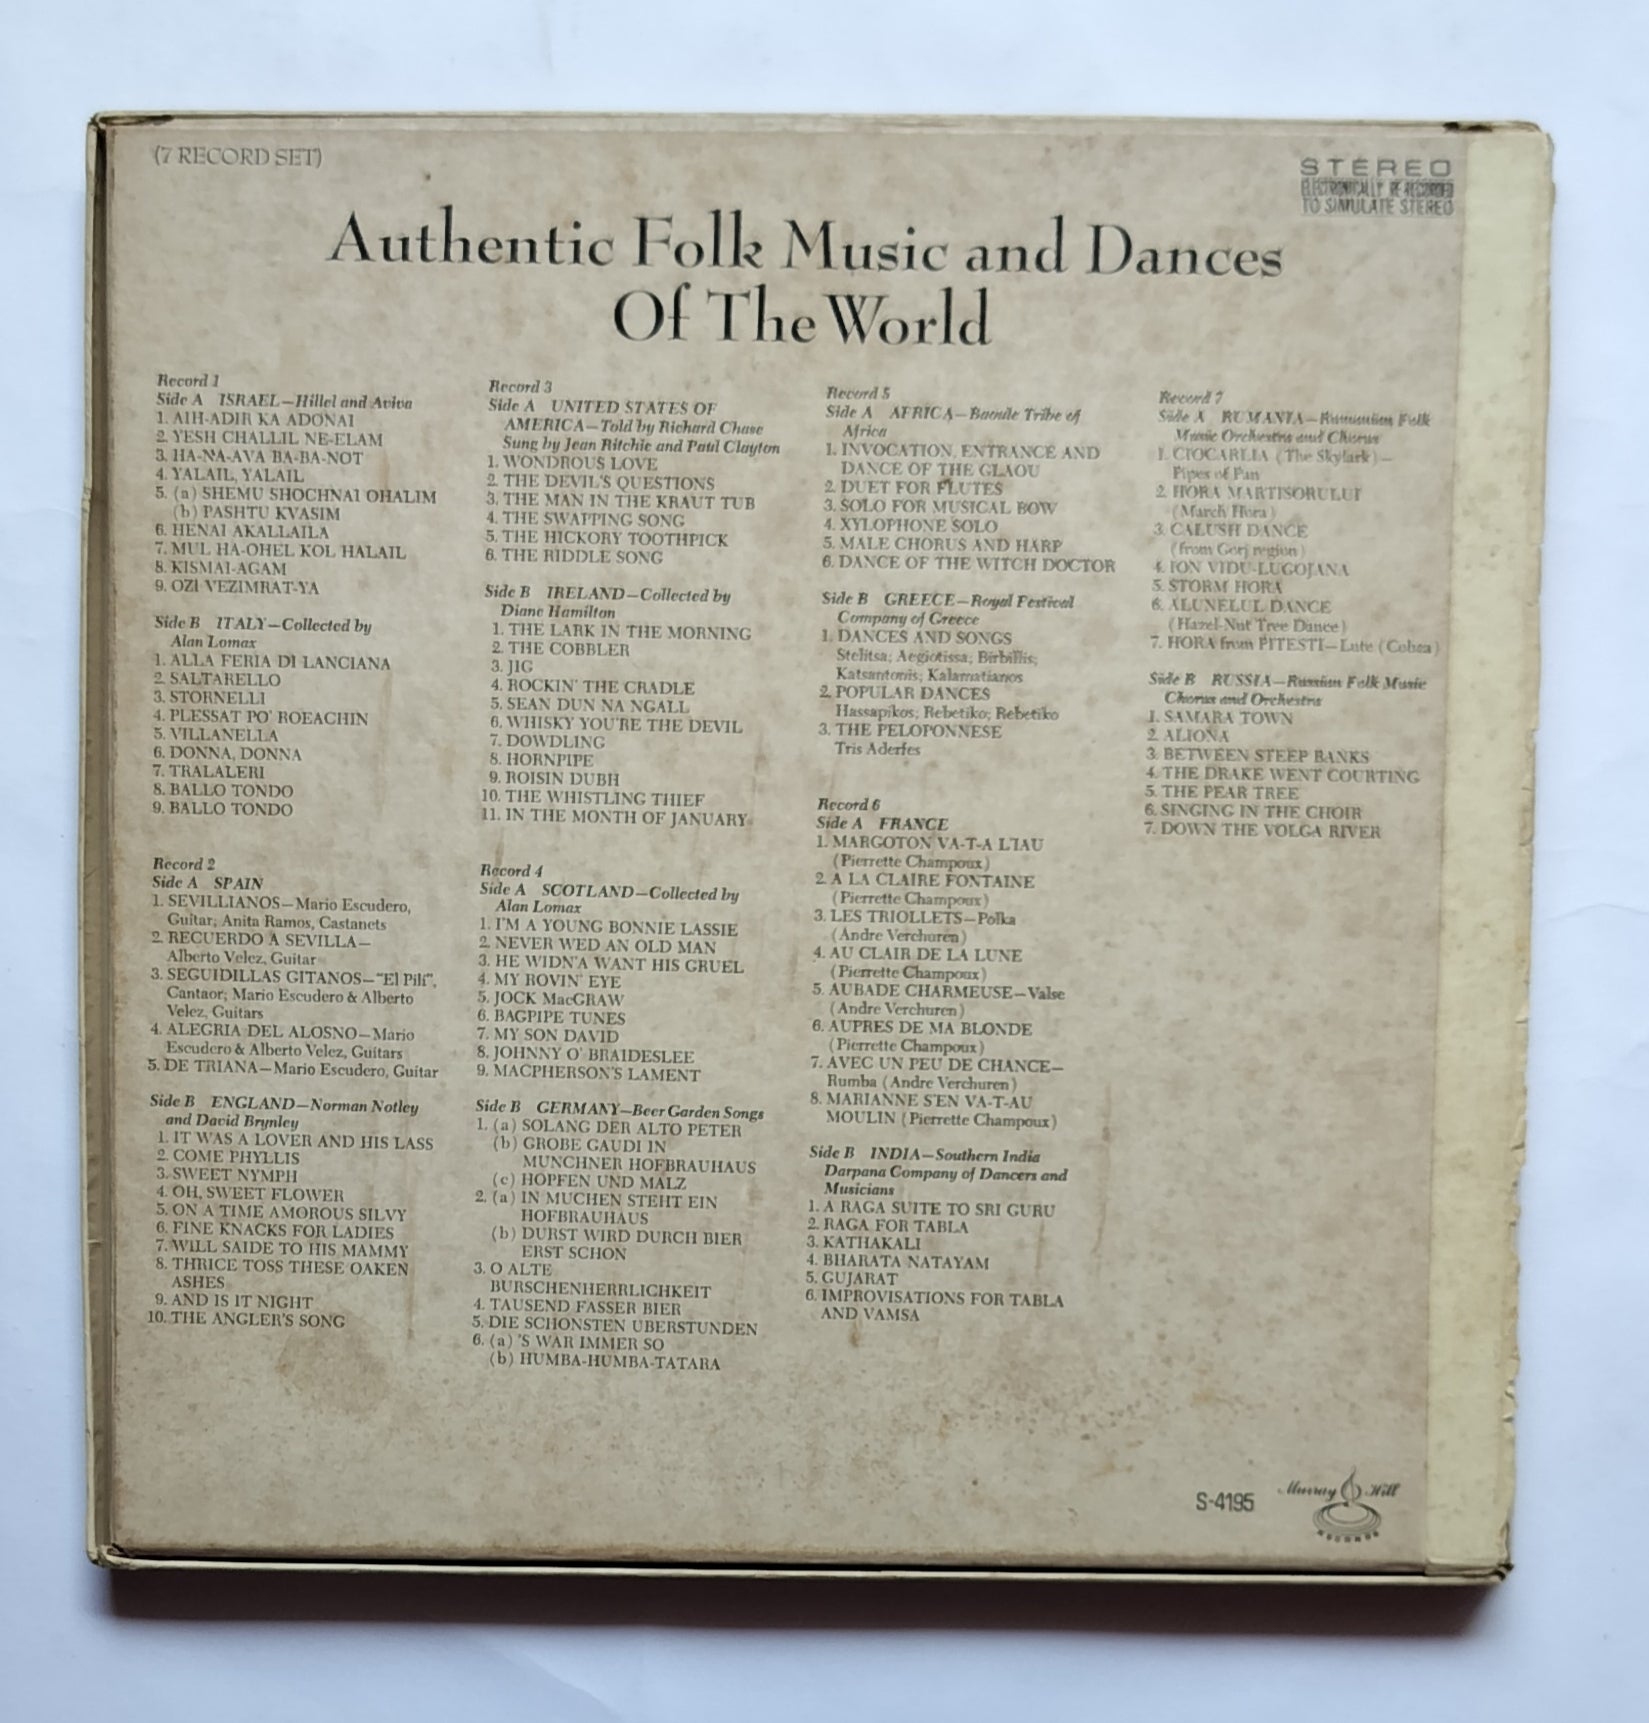 (7 RECORD SET)
STEREO
ELECTRONICALLY RE-RECORDED
TO SIMULATE STEREO
Authentic Folk Music and Dances
Of The World
Record 1
Side A ISRAEL—Hillel and Aviva
1. AIH-ADIR KA ADONAI
2. YESH CHALLIL NE-ELAM
3. HA-NA-AVA BA-BA-NOT
4. YALAIL, YALAIL
5. (a) SHEMU SHOCHNAI OHALIM
(b) PASHTU KVASIM
6. HENAI AKALLAILA
7. MUL HA-OHEL KOL HALAIL
8. KISMAI-AGAM
9. OZI VEZIMRAT-YA
Side B ITALY—Collected by
Alan Lomax
1. ALLA FERIA DI LANCIANA
2. SALTARELLO
3. STORNELLI
4. PLESSAT PO' ROEACHIN
5. VILLANELLA
6. DONNA, DONNA
7. TRALALERI
8. BALLO TONDO
9. BALLO TONDO
Record 2
Side A SPAIN
1. SEVILLIANOS—Mario Escudero,
Guitar; Anita Ramos, Castanets
2. RECUERDO A SEVILLA—
Alberto Velez, Guitar
3. SEGUIDILLAS GITANOS—"El Pili",
Cantaor; Mario Escudero & Alberto
Velez, Guitars
4. ALEGRIA DEL ALOSNO—Mario
Escudero & Alberto Velez, Guitars
5. DE TRIANA—Mario Escudero, Guitar
Side B ENGLAND—Norman Notley
and David Brynley
1. IT WAS A LOVER AND HIS LASS
2. COME PHYLLIS
3. SWEET NYMPH
4. OH, SWEET FLOWER
5. ON A TIME AMOROUS SILVY
6. FINE KNACKS FOR LADIES
7. WILL SAIDE TO HIS MAMMY
8. THRICE TOSS THESE OAKEN
ASHES
9. AND IS IT NIGHT
10. THE ANGLER'S SONG
Record 3
Side A UNITED STATES OF
AMERICA—Told by Richard Chase
Sung by Jean Ritchie and Paul Clayton
1. WONDROUS LOVE
2. THE DEVIL'S QUESTIONS
3. THE MAN IN THE KRAUT TUB
4. THE SWAPPING SONG
5. THE HICKORY TOOTHPICK
6. THE RIDDLE SONG
Side B IRELAND—Collected by
Diane Hamilton
1. THE LARK IN THE MORNING
2. THE COBBLER
3. JIG
4. ROCKIN' THE CRADLE
5. SEAN DUN NA NGALL
6. WHISKY YOU'RE THE DEVIL
7. DOWDLING
8. HORNPIPE
9. ROISIN DUBH
10. THE WHISTLING THIEF
11. IN THE MONTH OF JANUARY
Record 4
Side A SCOTLAND—Collected by
Alan Lomax
1. I'M A YOUNG BONNIE LASSIE
2. NEVER WED AN OLD MAN
3. HE WIDN'A WANT HIS GRUEL
4. MY ROVIN' EYE
5. JOCK MacGRAW
6. BAGPIPE TUNES
7. MY SON DAVID
8. JOHNNY O' BRAIDESLEE
9. MACPHERSON'S LAMENT
Side B GERMANY—Beer Garden Songs
1. (a) SOLANG DER ALTO PETER
(b) GROBE GAUDI IN
MUNCHNER HOFBRAUHAUS
(c) HOPFEN UND MALZ
2. (a) IN MUCHEN STEHT EIN
HOFBRAUHAUS
(b) DURST WIRD DURCH BIER
ERST SCHON
3. O ALTE
BURSCHENHERRLICHKEIT
4. TAUSEND FASSER BIER
5. DIE SCHONSTEN UBERSTUNDEN
6. (a) 'S WAR IMMER SO
(b) HUMBA-HUMBA-TATARA
Record 5
Side A AFRICA—Baoule Tribe of
Africa
1. INVOCATION, ENTRANCE AND
DANCE OF THE GLAOU
2. DUET FOR FLUTES
3. SOLO FOR MUSICAL BOW
4. XYLOPHONE SOLO
5. MALE CHORUS AND HARP
6. DANCE OF THE WITCH DOCTOR
Side B GREECE—Royal Festival
Company of Greece
1. DANCES AND SONGS
Stelitsa; Aegiotissa; Birbillis;
Katsantonis; Kalamatianos
2. POPULAR DANCES
Hassapikos; Rebetiko; Rebetiko
3. THE PELOPONNESE
Tris Aderfes
Record 6
Side A FRANCE
1. MARGOTON VA-T-A L'IAU
(Pierrette Champoux)
2. A LA CLAIRE FONTAINE
(Pierrette Champoux)
3. LES TRIOLLETS—Polka
(Andre Verchuren)
4. AU CLAIR DE LA LUNE
(Pierrette Champoux)
5. AUBADE CHARMEUSE—Valse
(Andre Verchuren)
6. AUPRES DE MA BLONDE
(Pierrette Champoux)
7. AVEC UN PEU DE CHANCE—
Rumba (Andre Verchuren)
8. MARIANNE S'EN VA-T-AU
MOULIN (Pierrette Champoux)
Side B INDIA—Southern India
Darpana Company of Dancers and
Musicians
1. A RAGA SUITE TO SRI GURU
2. RAGA FOR TABLA
3. KATHAKALI
4. BHARATA NATAYAM
5. GUJARAT
6. IMPROVISATIONS FOR TABLA
AND VAMSA
Record 7
Side A RUMANIA—Rumanian Folk
Music Orchestra and Chorus
1. CIOCARLIA (The Skylark)—
Pipes of Pan
2. HORA MARTISORULUI
(March Hora)
3. CALUSH DANCE
(from Gorj region)
4. ION VIDU-LUGOJANA
5. STORM HORA
6. ALUNELUL DANCE
(Hazel-Nut Tree Dance)
7. HORA from PITESTI—Lute (Cobza)
Side B RUSSIA—Russian Folk Music
Chorus and Orchestra
1. SAMARA TOWN
2. ALIONA
3. BETWEEN STEEP BANKS
4. THE DRAKE WENT COURTING
5. THE PEAR TREE
6. SINGING IN THE CHOIR
7. DOWN THE VOLGA RIVER
S-4195
Murray Hill
RECORDS